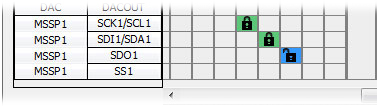 DAC DACOUT
MSSP1 SCK1/SCL1
MSSP1 SDI1/SDA1
MSSP1 SDO1
MSSP1 SS1